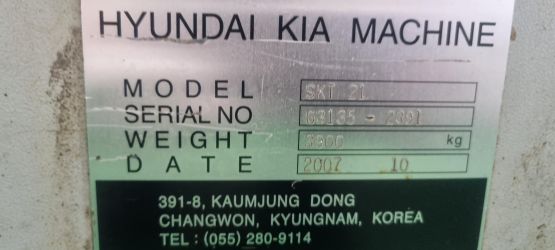 HYUNDAI KIA MACHINE
MODEL SKT 21
SERIAL NO G3135 -
WEIGHT kg
DATE 2007 10
391-8, KAUMJUNG DONG
CHANGWON, KYUNGNAM, KOREA
TEL : (055) 280-9114